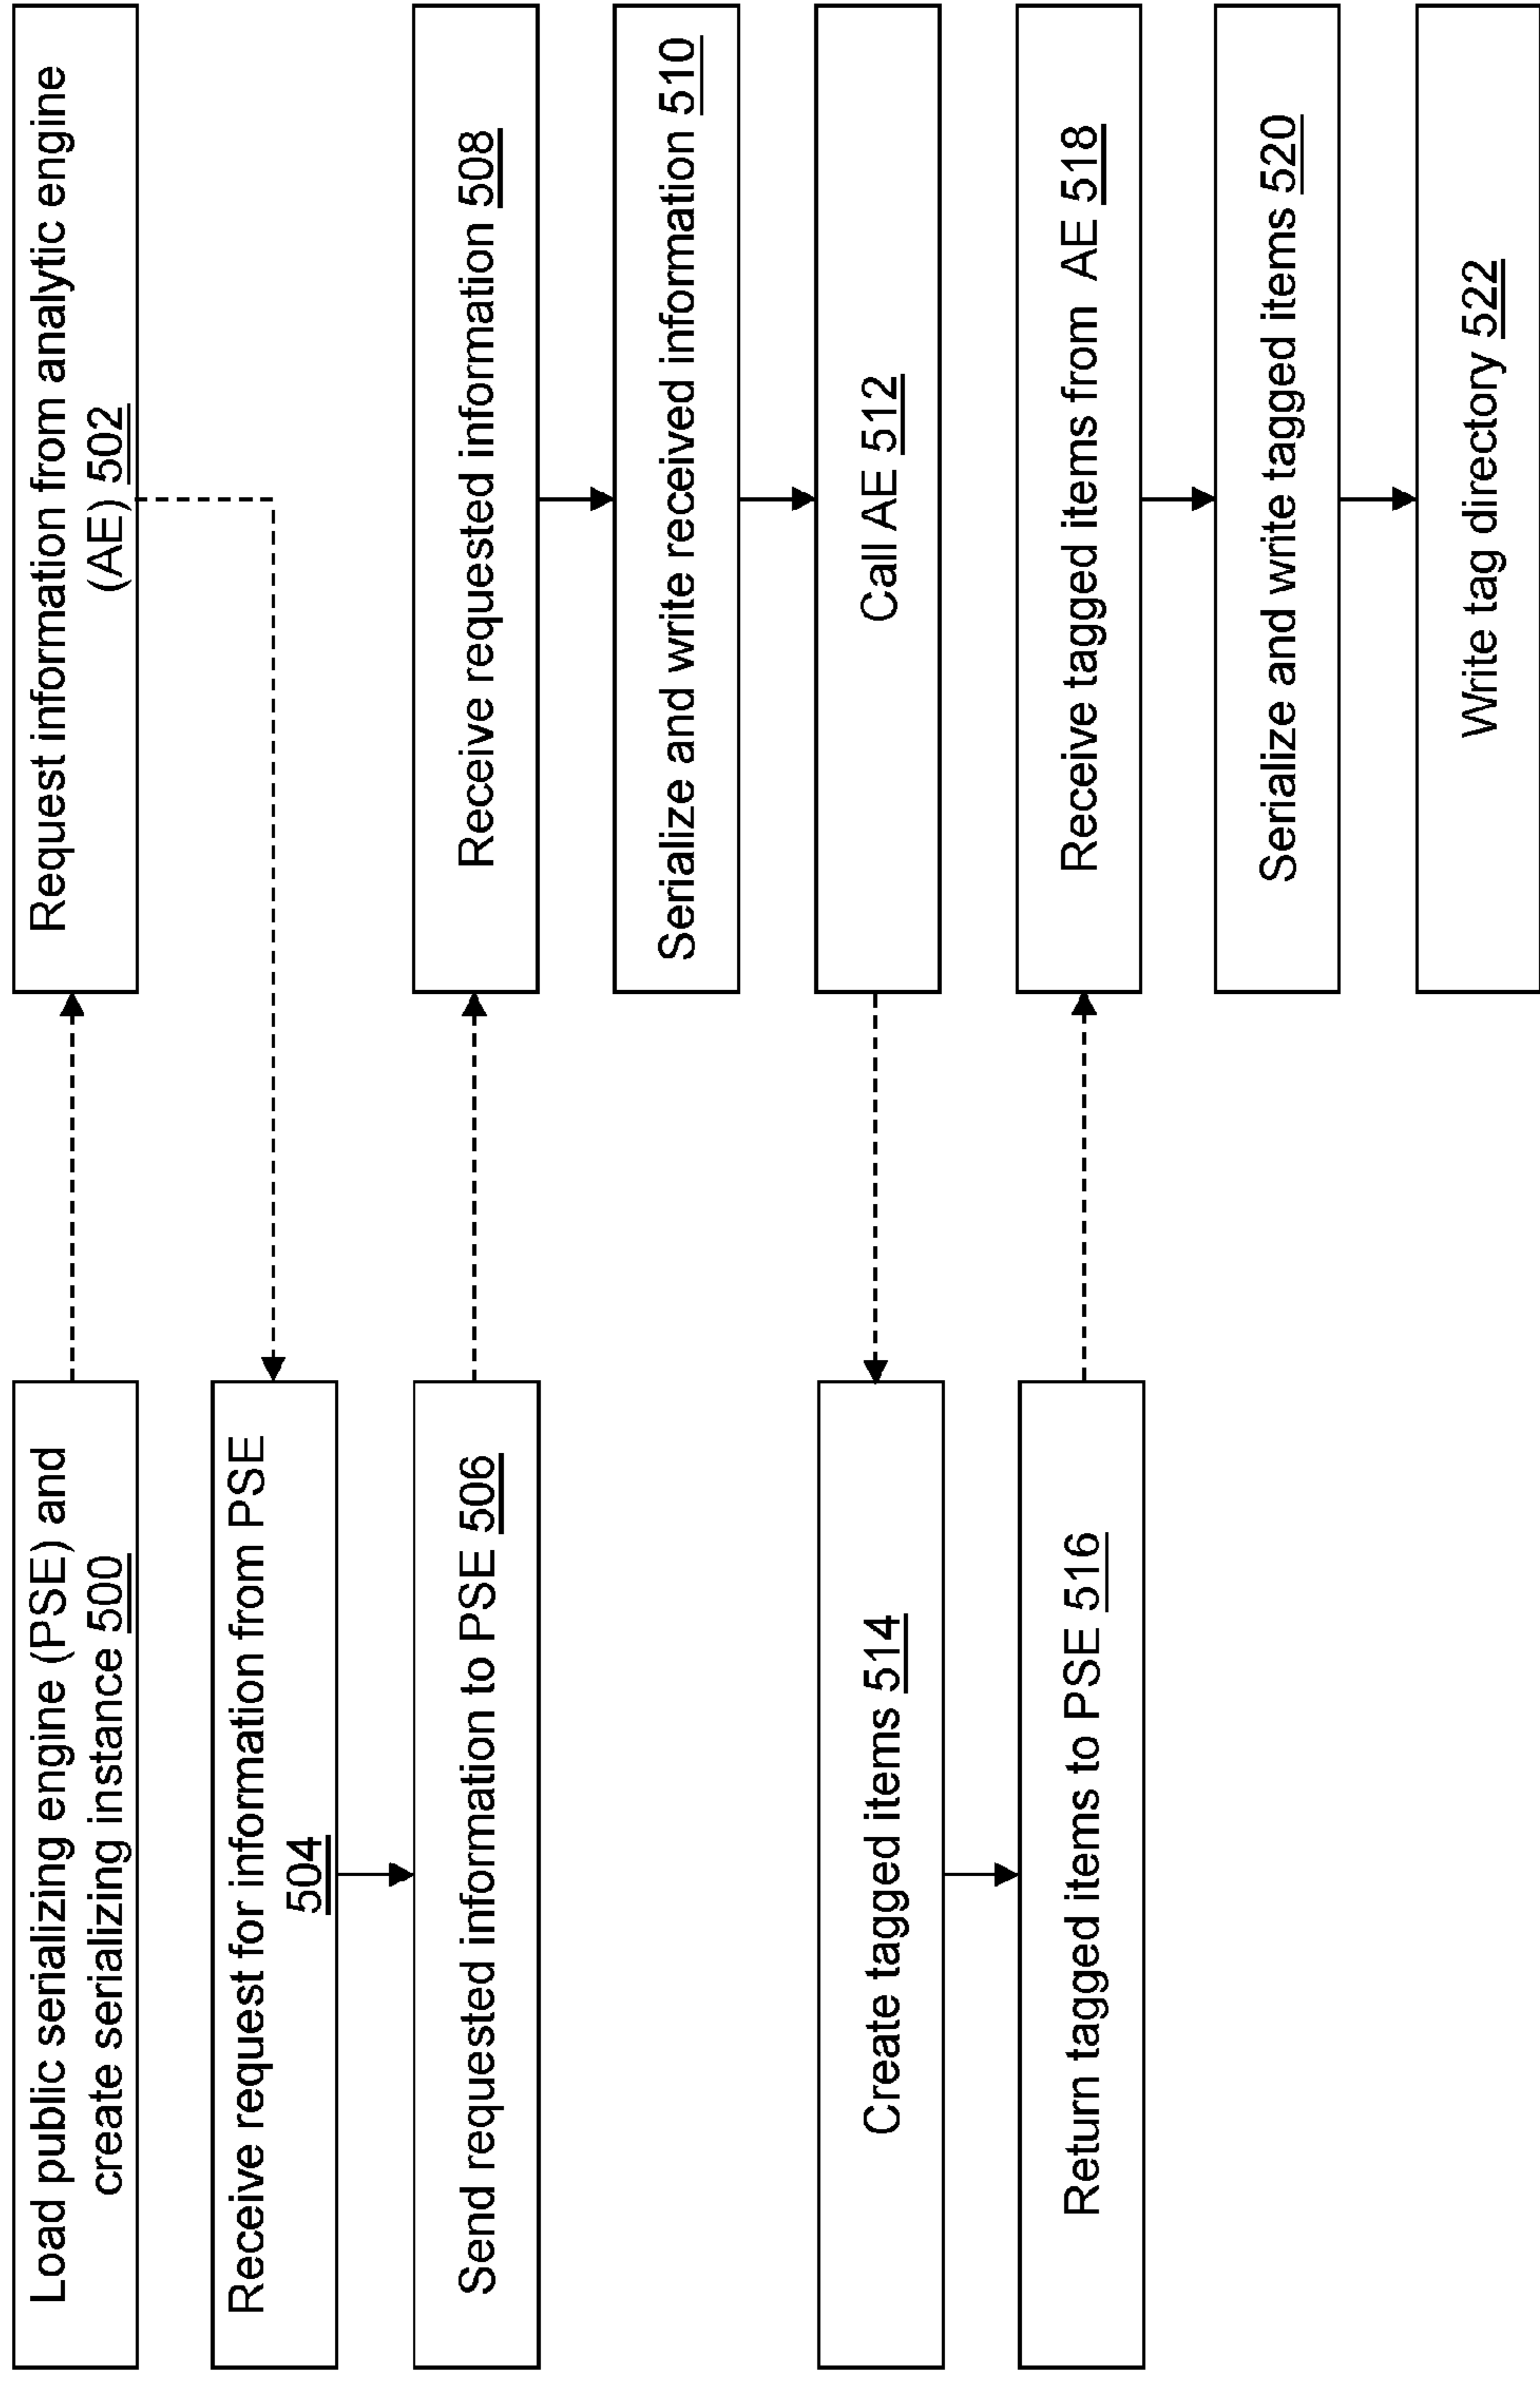 Load public serializing engine (PSE) and
create serializing instance 500
Request information from analytic engine
(AE) 502
Receive request for information from PSE
504
Send requested information to PSE 506
Receive requested information 508
Serialize and write received information 510
Call AE 512
Create tagged items 514
Return tagged items to PSE 516
Receive tagged items from AE 518
Serialize and write tagged items 520
Write tag directory 522